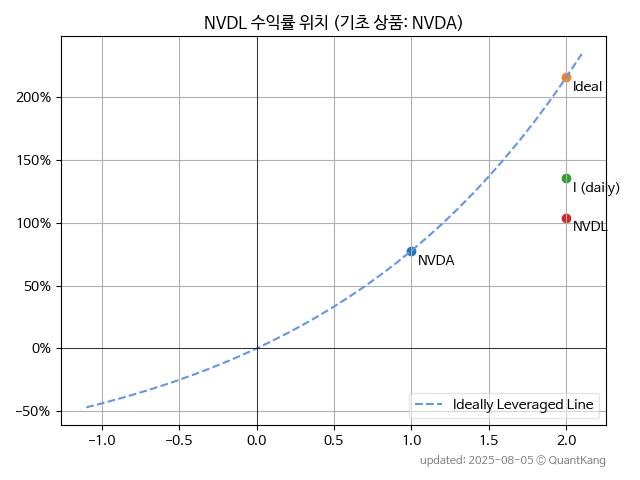 NVDL 수익률 위치 (기초 상품: NVDA)
200%
150%
100%
50%
0%
−50%
Ideal
I (daily)
NVDL
NVDA
Ideally Leveraged Line
−1.0 −0.5 0.0 0.5 1.0 1.5 2.0
updated: 2025-08-05 © QuantKang